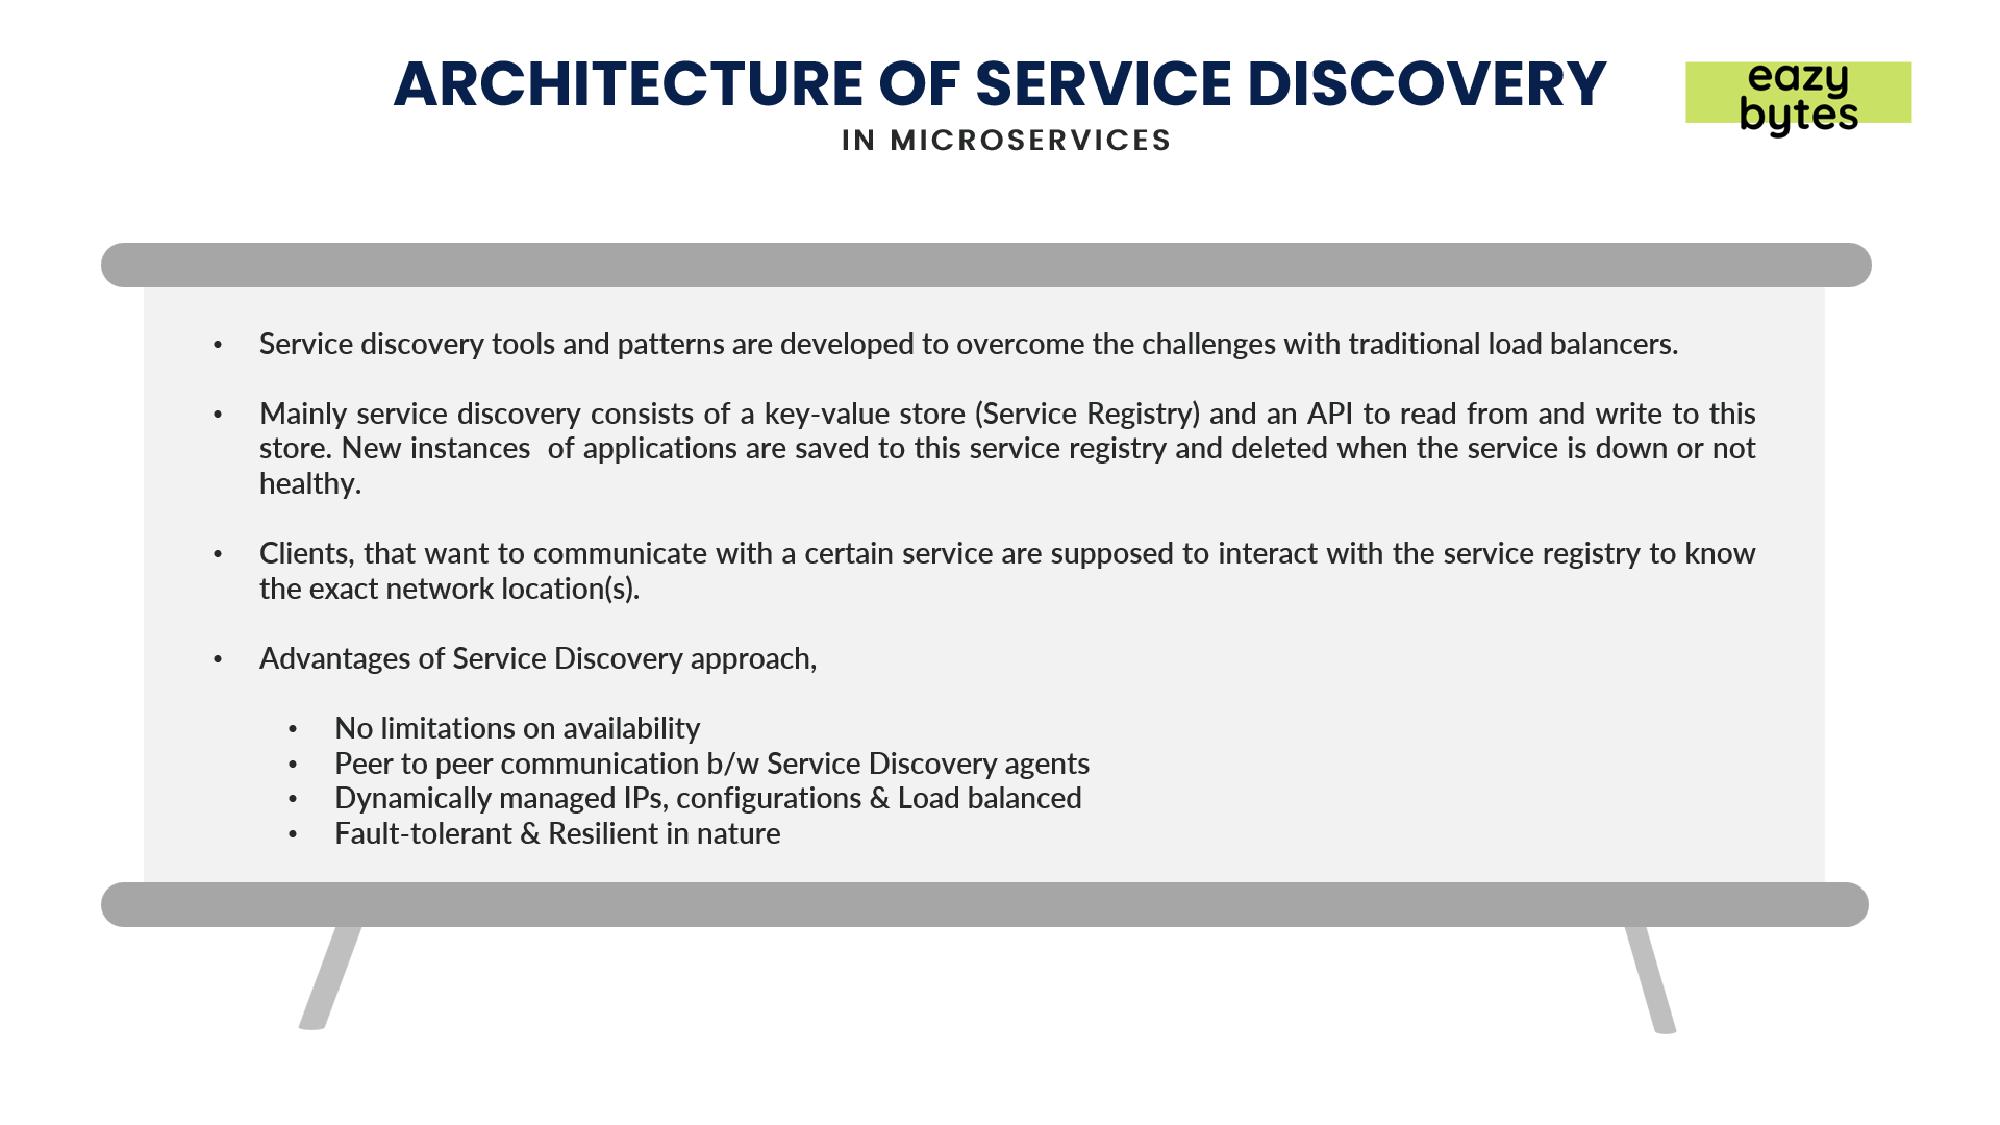 ARCHITECTURE OF SERVICE DISCOVERY
IN MICROSERVICES
eazy
bytes
• Service discovery tools and patterns are developed to overcome the challenges with traditional load balancers.
• Mainly service discovery consists of a key-value store (Service Registry) and an API to read from and write to this
store. New instances  of applications are saved to this service registry and deleted when the service is down or not
healthy.
• Clients, that want to communicate with a certain service are supposed to interact with the service registry to know
the exact network location(s).
• Advantages of Service Discovery approach,
• No limitations on availability
• Peer to peer communication b/w Service Discovery agents
• Dynamically managed IPs, configurations & Load balanced
• Fault-tolerant & Resilient in nature